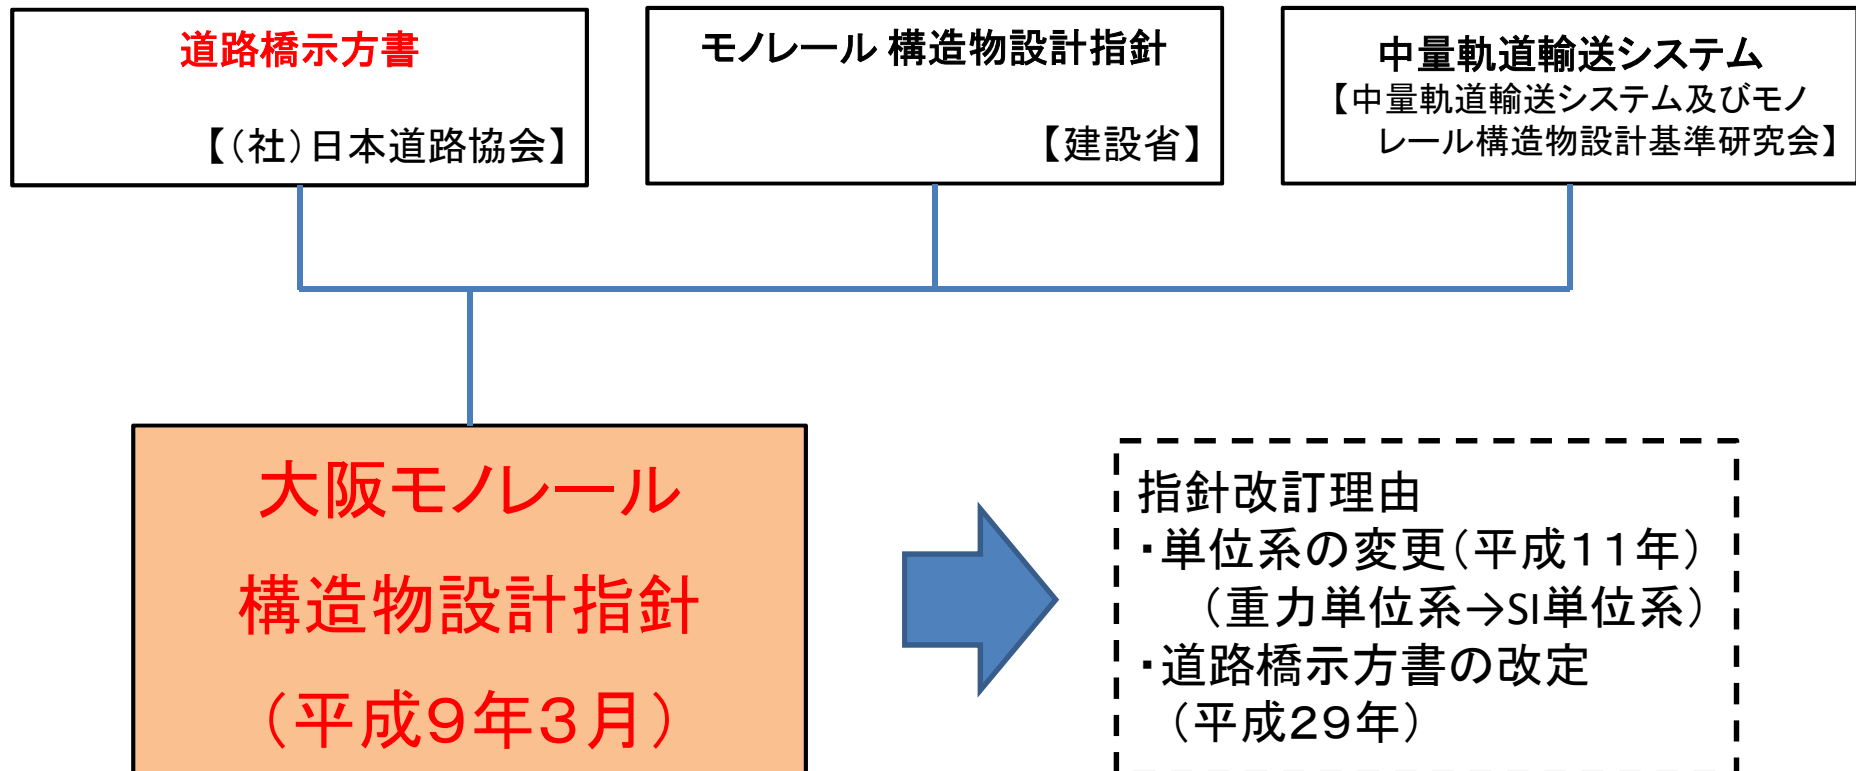 道路橋示方書
【（社）日本道路協会】
モノレール 構造物設計指針
【建設省】
中量軌道輸送システム
【中量軌道輸送システム及びモノ
レール構造物設計基準研究会】
大阪モノレール
構造物設計指針
（平成９年３月）
指針改訂理由
・単位系の変更（平成１１年）
（重力単位系→SI単位系）
・道路橋示方書の改定
（平成２９年）